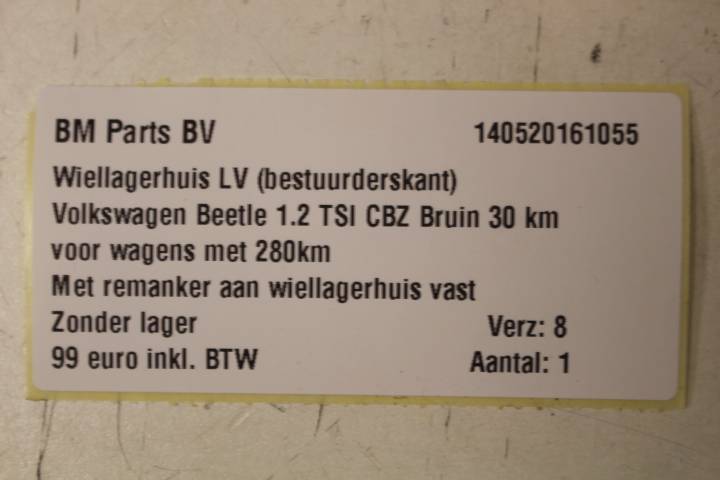 BM Parts BV 140520161055
Wiellagerhuis LV (bestuurderskant)
Volkswagen Beetle 1.2 TSI CBZ Bruin 30 km
voor wagens met 280km
Met remanker aan wiellagerhuis vast
Zonder lager Verz: 8
99 euro inkl. BTW Aantal: 1